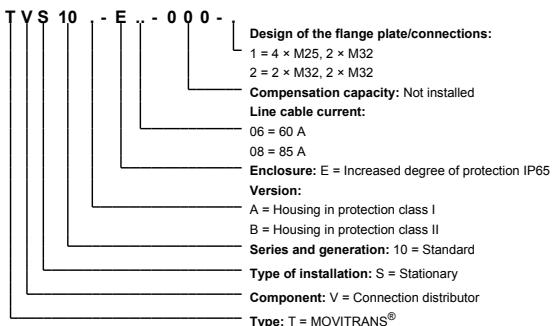 T V S 10 . - E .. - 0 0 0 - .
Design of the flange plate/connections:
1 = 4 × M25, 2 × M32
2 = 2 × M32, 2 × M32
Compensation capacity: Not installed
Line cable current:
06 = 60 A
08 = 85 A
Enclosure: E = Increased degree of protection IP65
Version:
A = Housing in protection class I
B = Housing in protection class II
Series and generation: 10 = Standard
Type of installation: S = Stationary
Component: V = Connection distributor
Type: T = MOVITRANS®